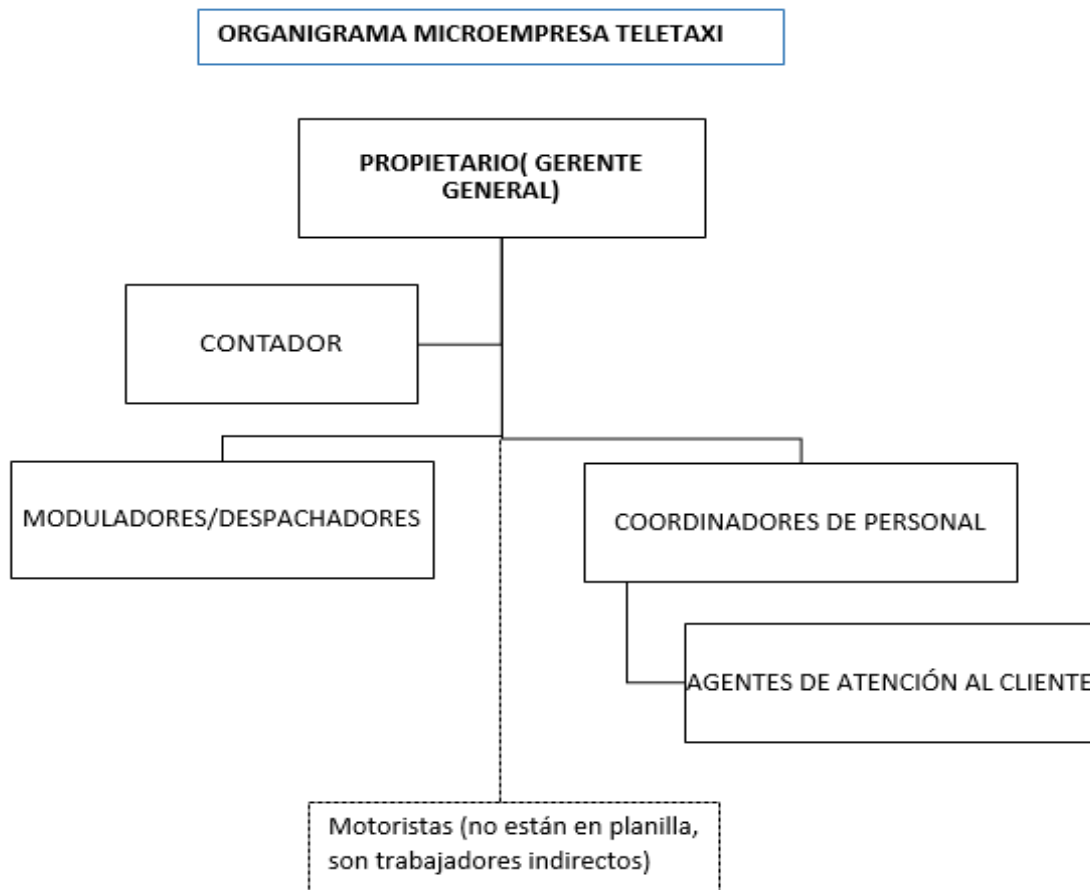 ORGANIGRAMA MICROEMPRESA TELETAXI
PROPIETARIO( GERENTE
GENERAL)
CONTADOR
MODULADORES/DESPACHADORES
COORDINADORES DE PERSONAL
AGENTES DE ATENCIÓN AL CLIENTE
Motoristas (no están en planilla,
son trabajadores indirectos)